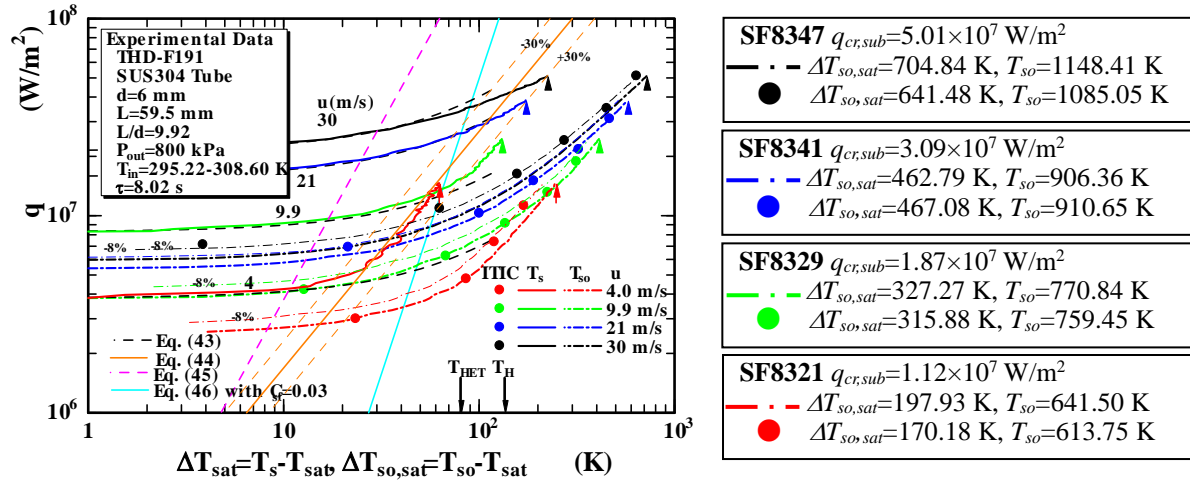 10⁸
Experimental Data
THD-F191
SUS304 Tube
d=6 mm
L=59.5 mm
L/d=9.92
P_out=800 kPa
T_in=295.22-308.60 K
τ=8.02 s
-30%
+30%
u(m/s)
30
21
9.9
4
-8%
-8%
-8%
-8%
q (W/m²)
10⁷
10⁶
ITTIC T_s T_so u
4.0 m/s
9.9 m/s
21 m/s
30 m/s
Eq. (43)
Eq. (44)
Eq. (45)
Eq. (46) with C_sf=0.03
T_HET T_H
1 10 10² 10³
ΔT_sat=T_s-T_sat, ΔT_so,sat=T_so-T_sat (K)
SF8347 q_cr,sub=5.01×10⁷ W/m²
ΔT_so,sat=704.84 K, T_so=1148.41 K
ΔT_so,sat=641.48 K, T_so=1085.05 K
SF8341 q_cr,sub=3.09×10⁷ W/m²
ΔT_so,sat=462.79 K, T_so=906.36 K
ΔT_so,sat=467.08 K, T_so=910.65 K
SF8329 q_cr,sub=1.87×10⁷ W/m²
ΔT_so,sat=327.27 K, T_so=770.84 K
ΔT_so,sat=315.88 K, T_so=759.45 K
SF8321 q_cr,sub=1.12×10⁷ W/m²
ΔT_so,sat=197.93 K, T_so=641.50 K
ΔT_so,sat=170.18 K, T_so=613.75 K